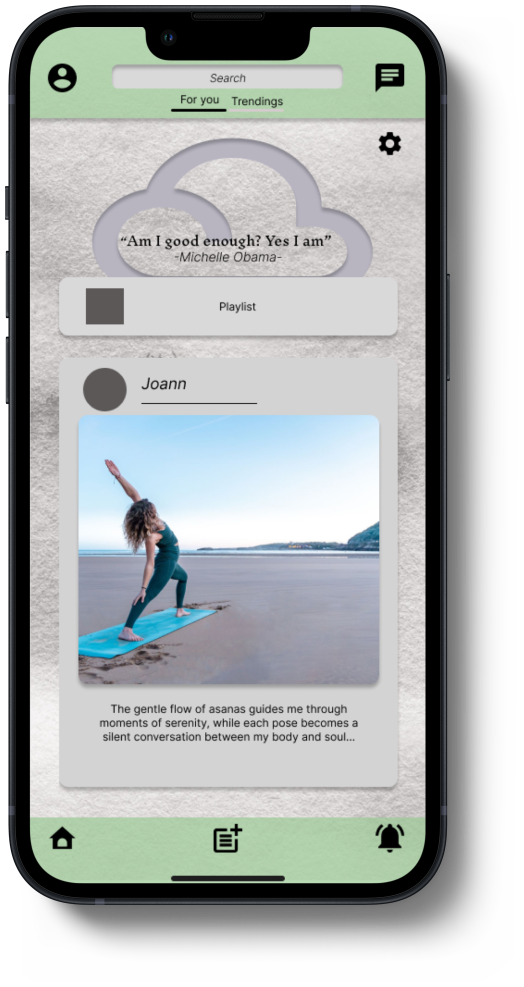 Search
For you Trendings
“Am I good enough? Yes I am”
-Michelle Obama-
Playlist
Joann
The gentle flow of asanas guides me through
moments of serenity, while each pose becomes a
silent conversation between my body and soul...